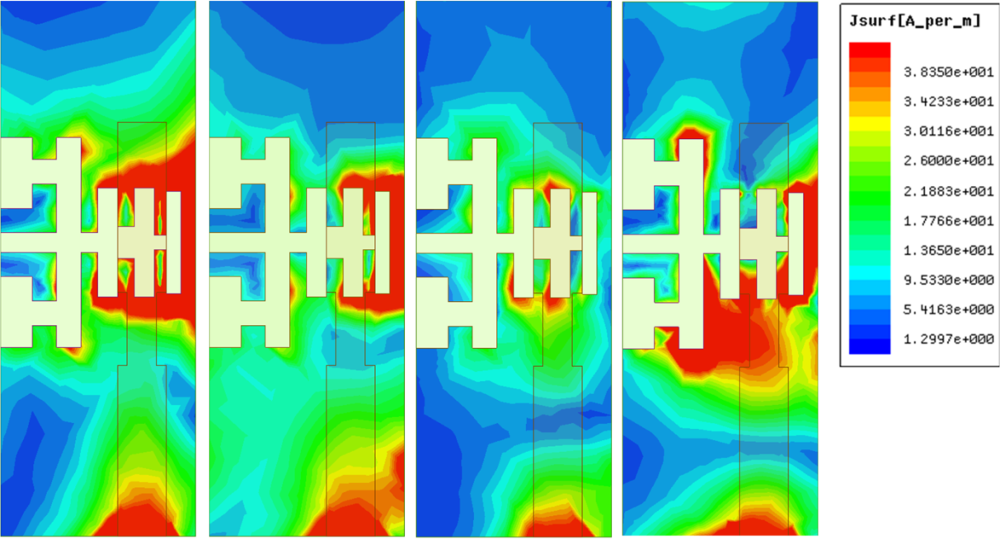 Jsurf[A_per_m]
3.8350e+001
3.4233e+001
3.0116e+001
2.6000e+001
2.1883e+001
1.7766e+001
1.3650e+001
9.5330e+000
5.4163e+000
1.2997e+000